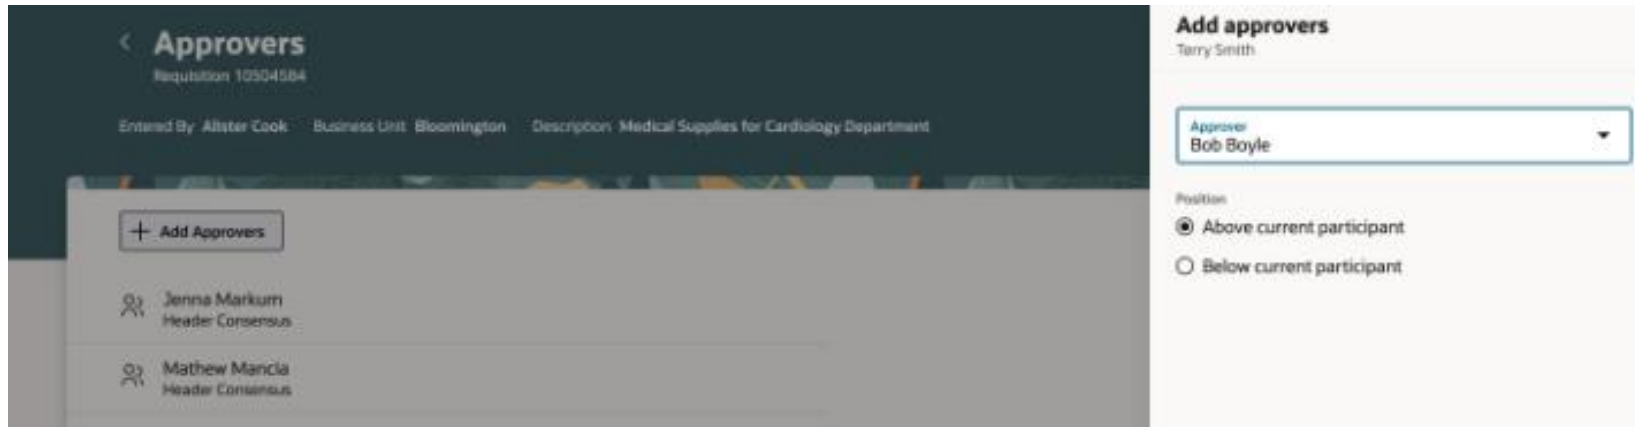 Approvers
Requisition 10504584
Entered By Alister Cook Business Unit Bloomington Description Medical Supplies for Cardiology Department
Add Approvers
Jenna Markum
Header Consensus
Mathew Mancia
Header Consensus
Add approvers
Terry Smith
Approver
Bob Boyle
Position
Above current participant
Below current participant